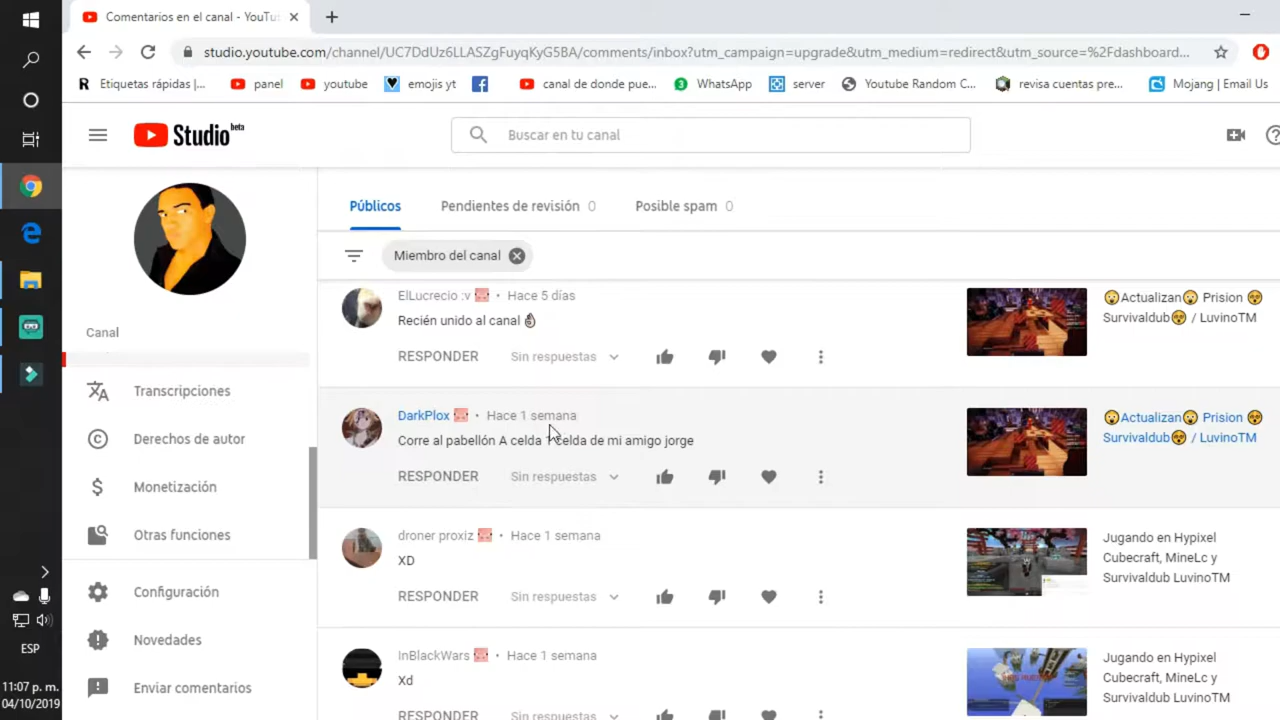 Comentarios en el canal - YouTu
studio.youtube.com/channel/UC7DdUz6LLASZgFuyqKyG5BA/comments/inbox?utm_campaign=upgrade&utm_medium=redirect&utm_source=%2Fdashboard...
R Etiquetas rápidas |... panel youtube emojis yt canal de donde pue... 3 WhatsApp server Youtube Random C... revisa cuentas pre... Mojang | Email Us
Studio beta
Buscar en tu canal
Canal
Transcripciones
Derechos de autor
Monetización
Otras funciones
Configuración
Novedades
Enviar comentarios
Públicos Pendientes de revisión 0 Posible spam 0
Miembro del canal
ElLucrecio :v • Hace 5 días
Recién unido al canal 👌
RESPONDER Sin respuestas
😲Actualizan😲 Prision 😵
Survivaldub😵 / LuvinoTM
DarkPlox • Hace 1 semana
Corre al pabellón A celda celda de mi amigo jorge
RESPONDER Sin respuestas
😲Actualizan😲 Prision 😵
Survivaldub😵 / LuvinoTM
droner proxiz • Hace 1 semana
XD
RESPONDER Sin respuestas
Jugando en Hypixel
Cubecraft, MineLc y
Survivaldub LuvinoTM
InBlackWars • Hace 1 semana
Xd
RESPONDER Sin respuestas
Jugando en Hypixel
Cubecraft, MineLc y
Survivaldub LuvinoTM
ESP
11:07 p. m.
04/10/2019